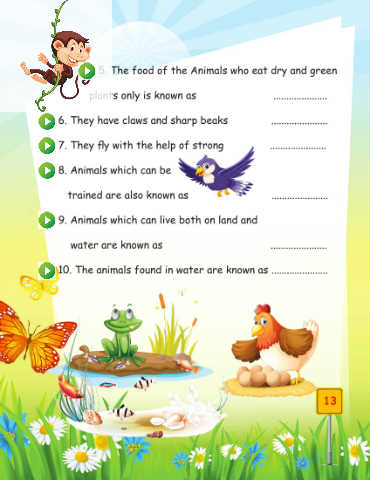 5. The food of the Animals who eat dry and green
plants only is known as ....................
6. They have claws and sharp beaks ....................
7. They fly with the help of strong ....................
8. Animals which can be
trained are also known as ....................
9. Animals which can live both on land and
water are known as ....................
10. The animals found in water are known as ....................
13